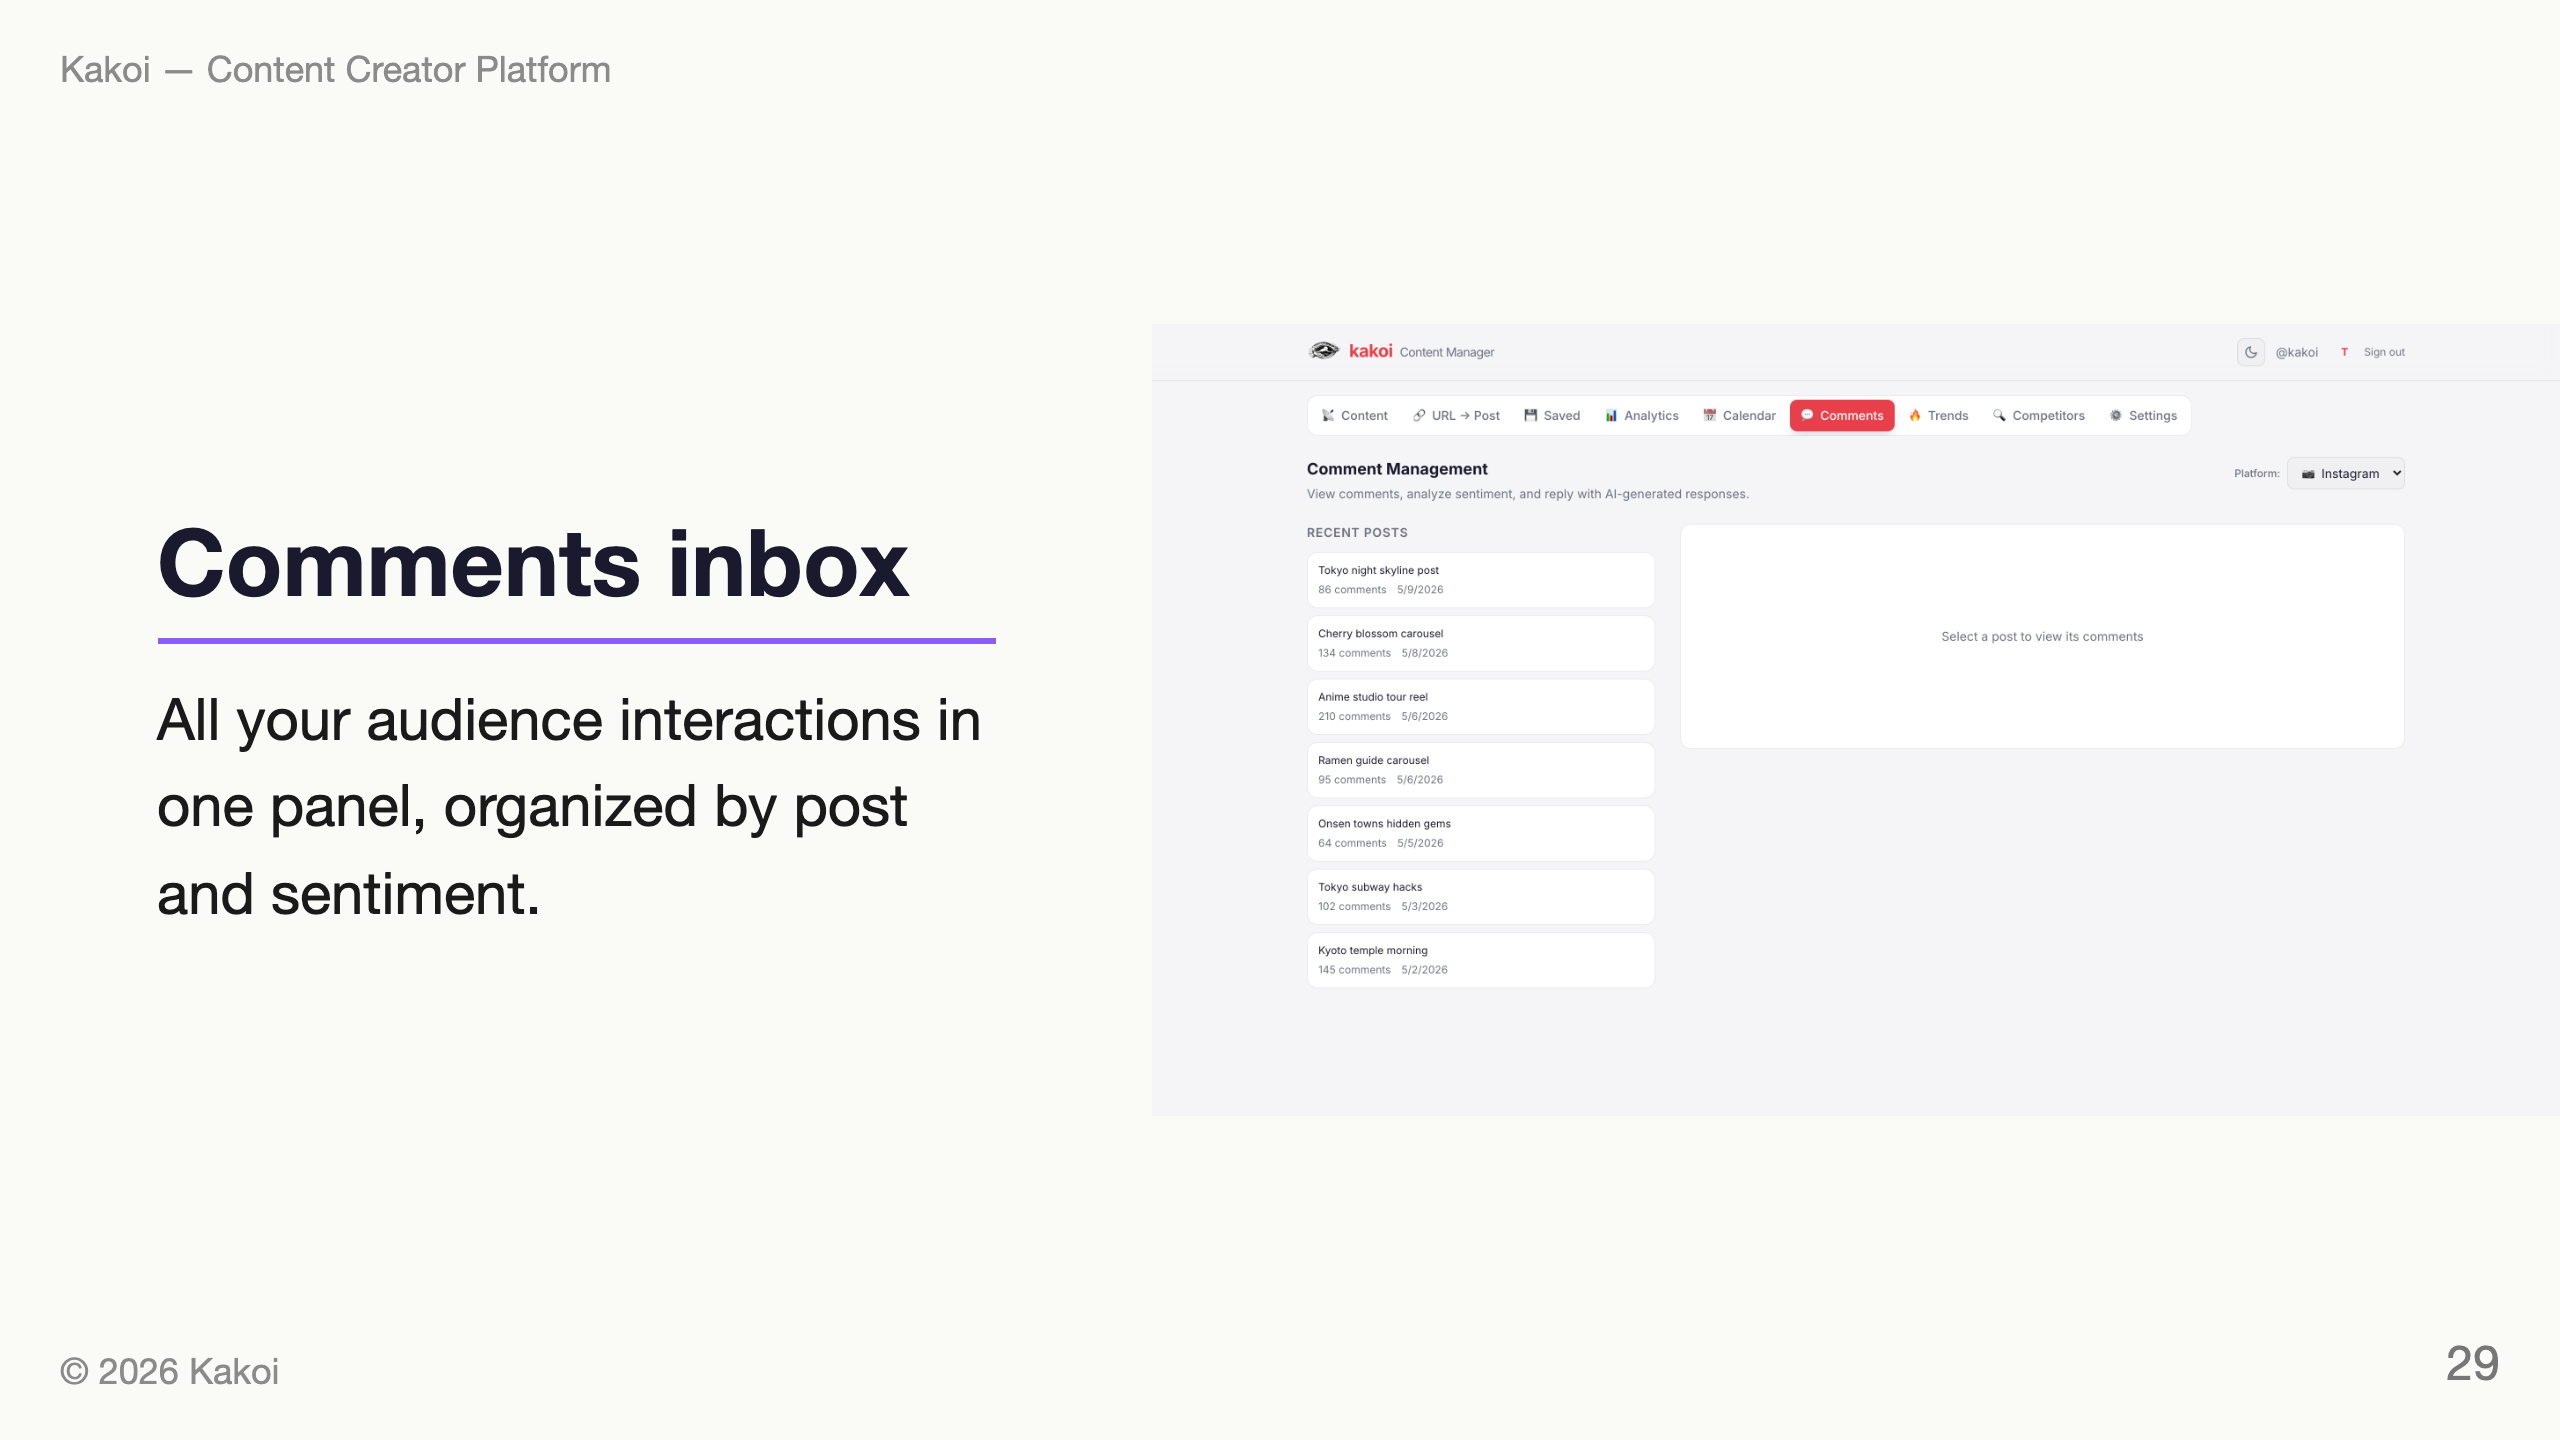 Kakoi — Content Creator Platform
Comments inbox
All your audience interactions in
one panel, organized by post
and sentiment.
kakoi Content Manager
@kakoi T Sign out
Content URL → Post Saved Analytics Calendar Comments Trends Competitors Settings
Comment Management
View comments, analyze sentiment, and reply with AI-generated responses.
Platform: Instagram
RECENT POSTS
Tokyo night skyline post
86 comments 5/9/2026
Cherry blossom carousel
134 comments 5/8/2026
Anime studio tour reel
210 comments 5/6/2026
Ramen guide carousel
95 comments 5/6/2026
Onsen towns hidden gems
64 comments 5/5/2026
Tokyo subway hacks
102 comments 5/3/2026
Kyoto temple morning
145 comments 5/2/2026
Select a post to view its comments
© 2026 Kakoi
29